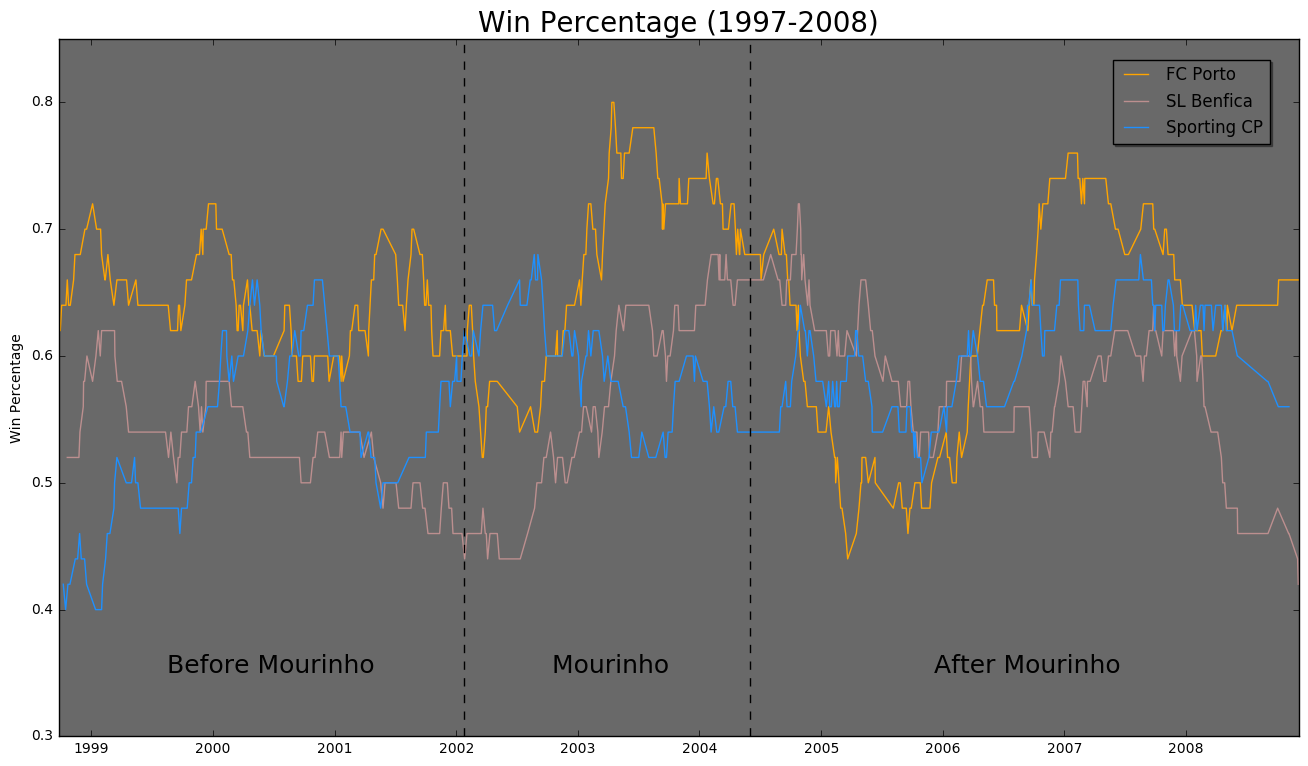 Win Percentage (1997-2008)
FC Porto
SL Benfica
Sporting CP
Win Percentage
0.8
0.7
0.6
0.5
0.4
0.3
Before Mourinho
Mourinho
After Mourinho
1999 2000 2001 2002 2003 2004 2005 2006 2007 2008